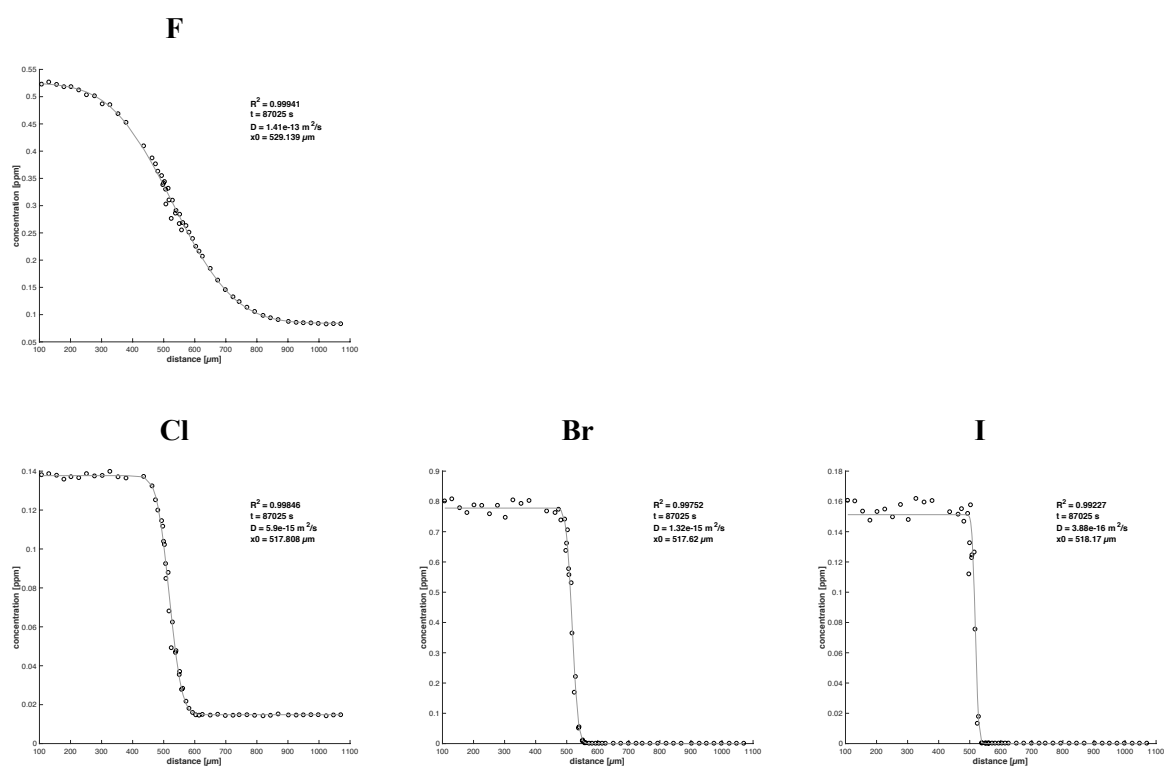 F
0.55
0.5
0.45
0.4
0.35
0.3
0.25
0.2
0.15
0.1
0.05
concentration [ppm]
R² = 0.99941
t = 87025 s
D = 1.41e-13 m²/s
x0 = 529.139 µm
100 200 300 400 500 600 700 800 900 1000 1100
distance [µm]
Cl
0.14
0.12
0.1
0.08
0.06
0.04
0.02
0
concentration [ppm]
R² = 0.99846
t = 87025 s
D = 5.9e-15 m²/s
x0 = 517.808 µm
100 200 300 400 500 600 700 800 900 1000 1100
distance [µm]
Br
0.9
0.8
0.7
0.6
0.5
0.4
0.3
0.2
0.1
0
concentration [ppm]
R² = 0.99752
t = 87025 s
D = 1.32e-15 m²/s
x0 = 517.62 µm
100 200 300 400 500 600 700 800 900 1000 1100
distance [µm]
I
0.18
0.16
0.14
0.12
0.1
0.08
0.06
0.04
0.02
0
concentration [ppm]
R² = 0.99227
t = 87025 s
D = 3.88e-16 m²/s
x0 = 518.17 µm
100 200 300 400 500 600 700 800 900 1000 1100
distance [µm]